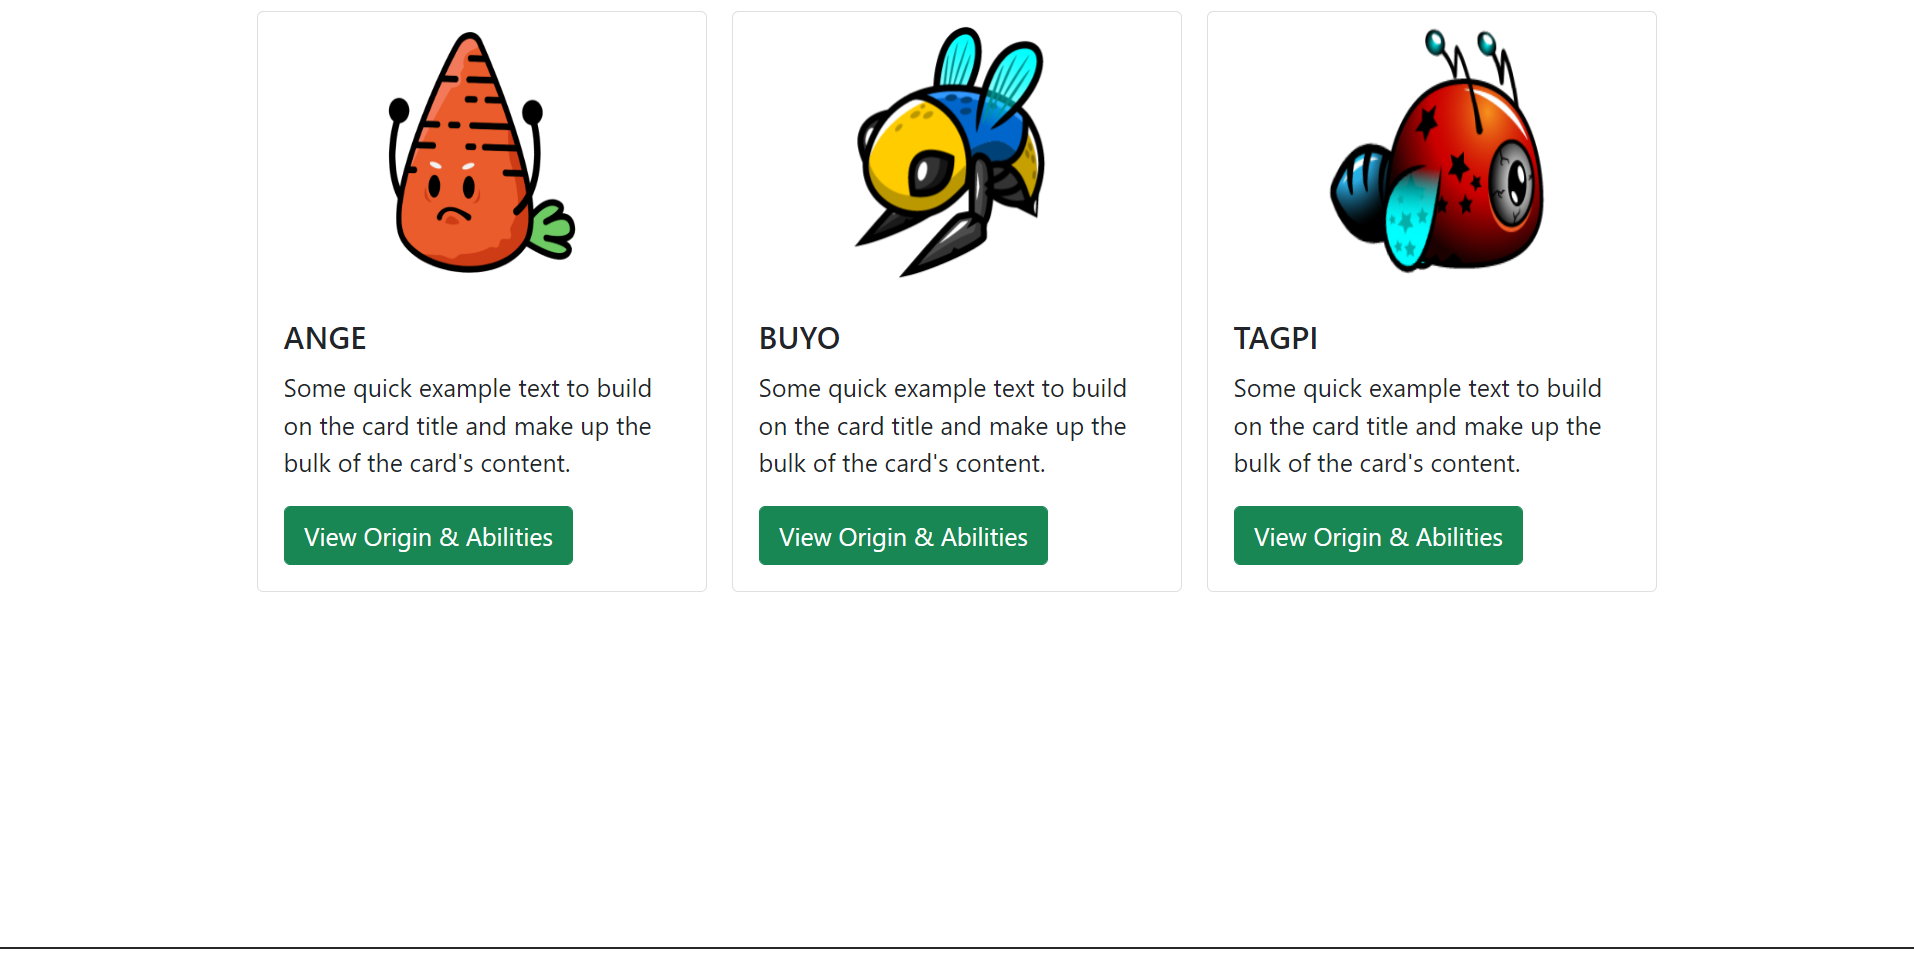 ANGE
Some quick example text to build
on the card title and make up the
bulk of the card's content.
View Origin & Abilities
BUYO
Some quick example text to build
on the card title and make up the
bulk of the card's content.
View Origin & Abilities
TAGPI
Some quick example text to build
on the card title and make up the
bulk of the card's content.
View Origin & Abilities